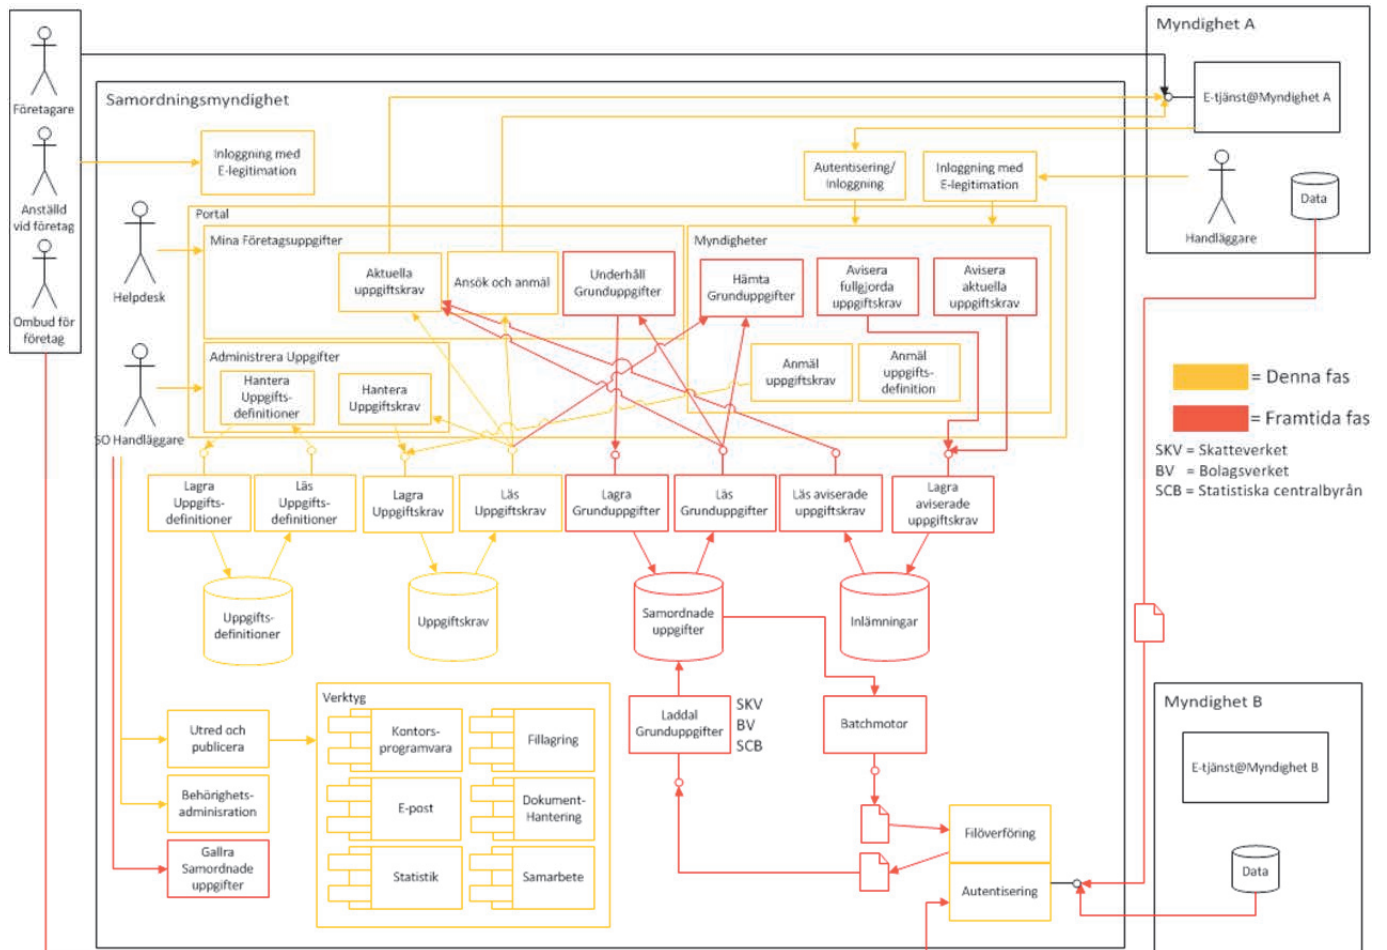 Företagare
Anställd
vid företag
Ombud för
företag
Samordningsmyndighet
Inloggning med
E-legitimation
Helpdesk
SO Handläggare
Autentisering/
Inloggning
Inloggning med
E-legitimation
Portal
Mina Företagsuppgifter
Aktuella
uppgiftskrav
Ansök och anmäl
Underhåll
Grunduppgifter
Myndigheter
Hämta
Grunduppgifter
Avisera
fullgjorda
uppgiftskrav
Avisera
aktuella
uppgiftskrav
Anmäl
uppgiftskrav
Anmäl
uppgifts-
definition
Administrera Uppgifter
Hantera
Uppgifts-
definitioner
Hantera
Uppgiftskrav
Lagra
Uppgifts-
definitioner
Läs
Uppgifts-
definitioner
Lagra
Uppgiftskrav
Läs
Uppgiftskrav
Lagra
Grunduppgifter
Läs
Grunduppgifter
Läs aviserade
uppgiftskrav
Lagra
aviserade
uppgiftskrav
Uppgifts-
definitioner
Uppgiftskrav
Samordnade
uppgifter
Inlämningar
Utred och
publicera
Behörighets-
adminisration
Gallra
Samordnade
uppgifter
Verktyg
Kontors-
programvara
Fillagring
E-post
Dokument-
Hantering
Statistik
Samarbete
Laddal
Grunduppgifter
SKV
BV
SCB
Batchmotor
Filöverföring
Autentisering
Myndighet A
E-tjänst@Myndighet A
Handläggare
Data
= Denna fas
= Framtida fas
SKV = Skatteverket
BV = Bolagsverket
SCB = Statistiska centralbyrån
Myndighet B
E-tjänst@Myndighet B
Data